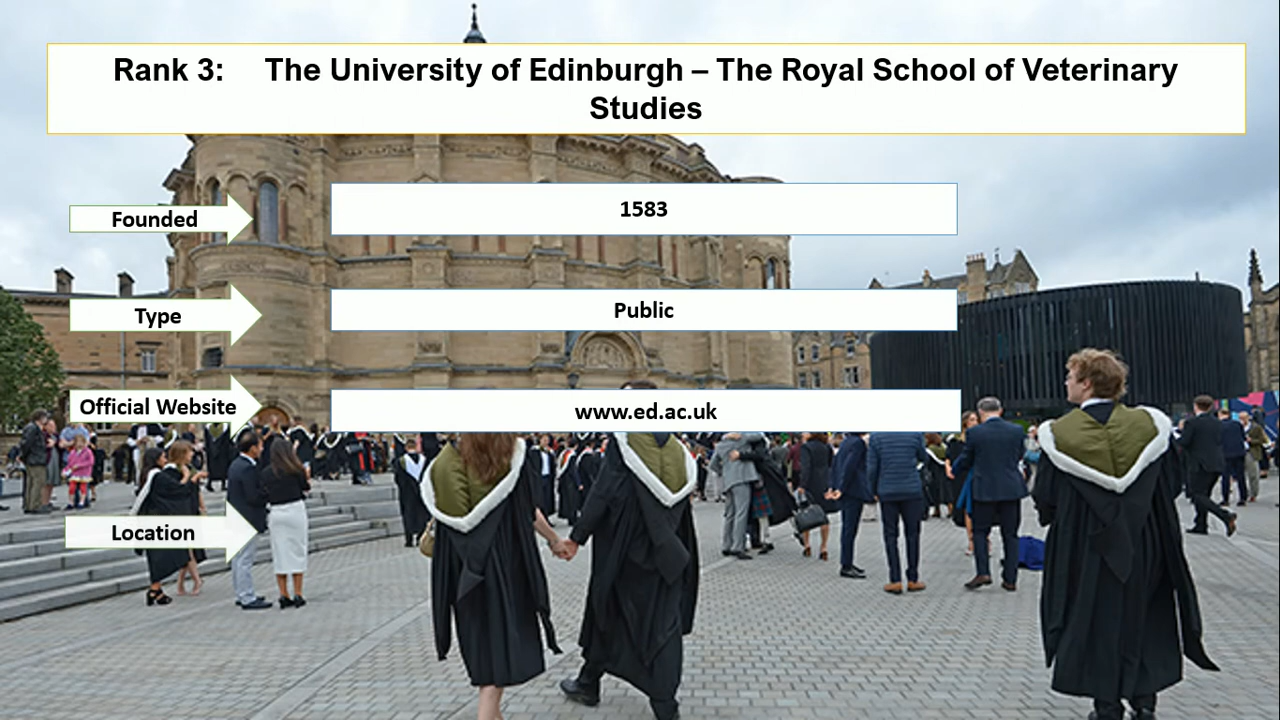 Rank 3: The University of Edinburgh – The Royal School of Veterinary
Studies
Founded
1583
Type
Public
Official Website
www.ed.ac.uk
Location